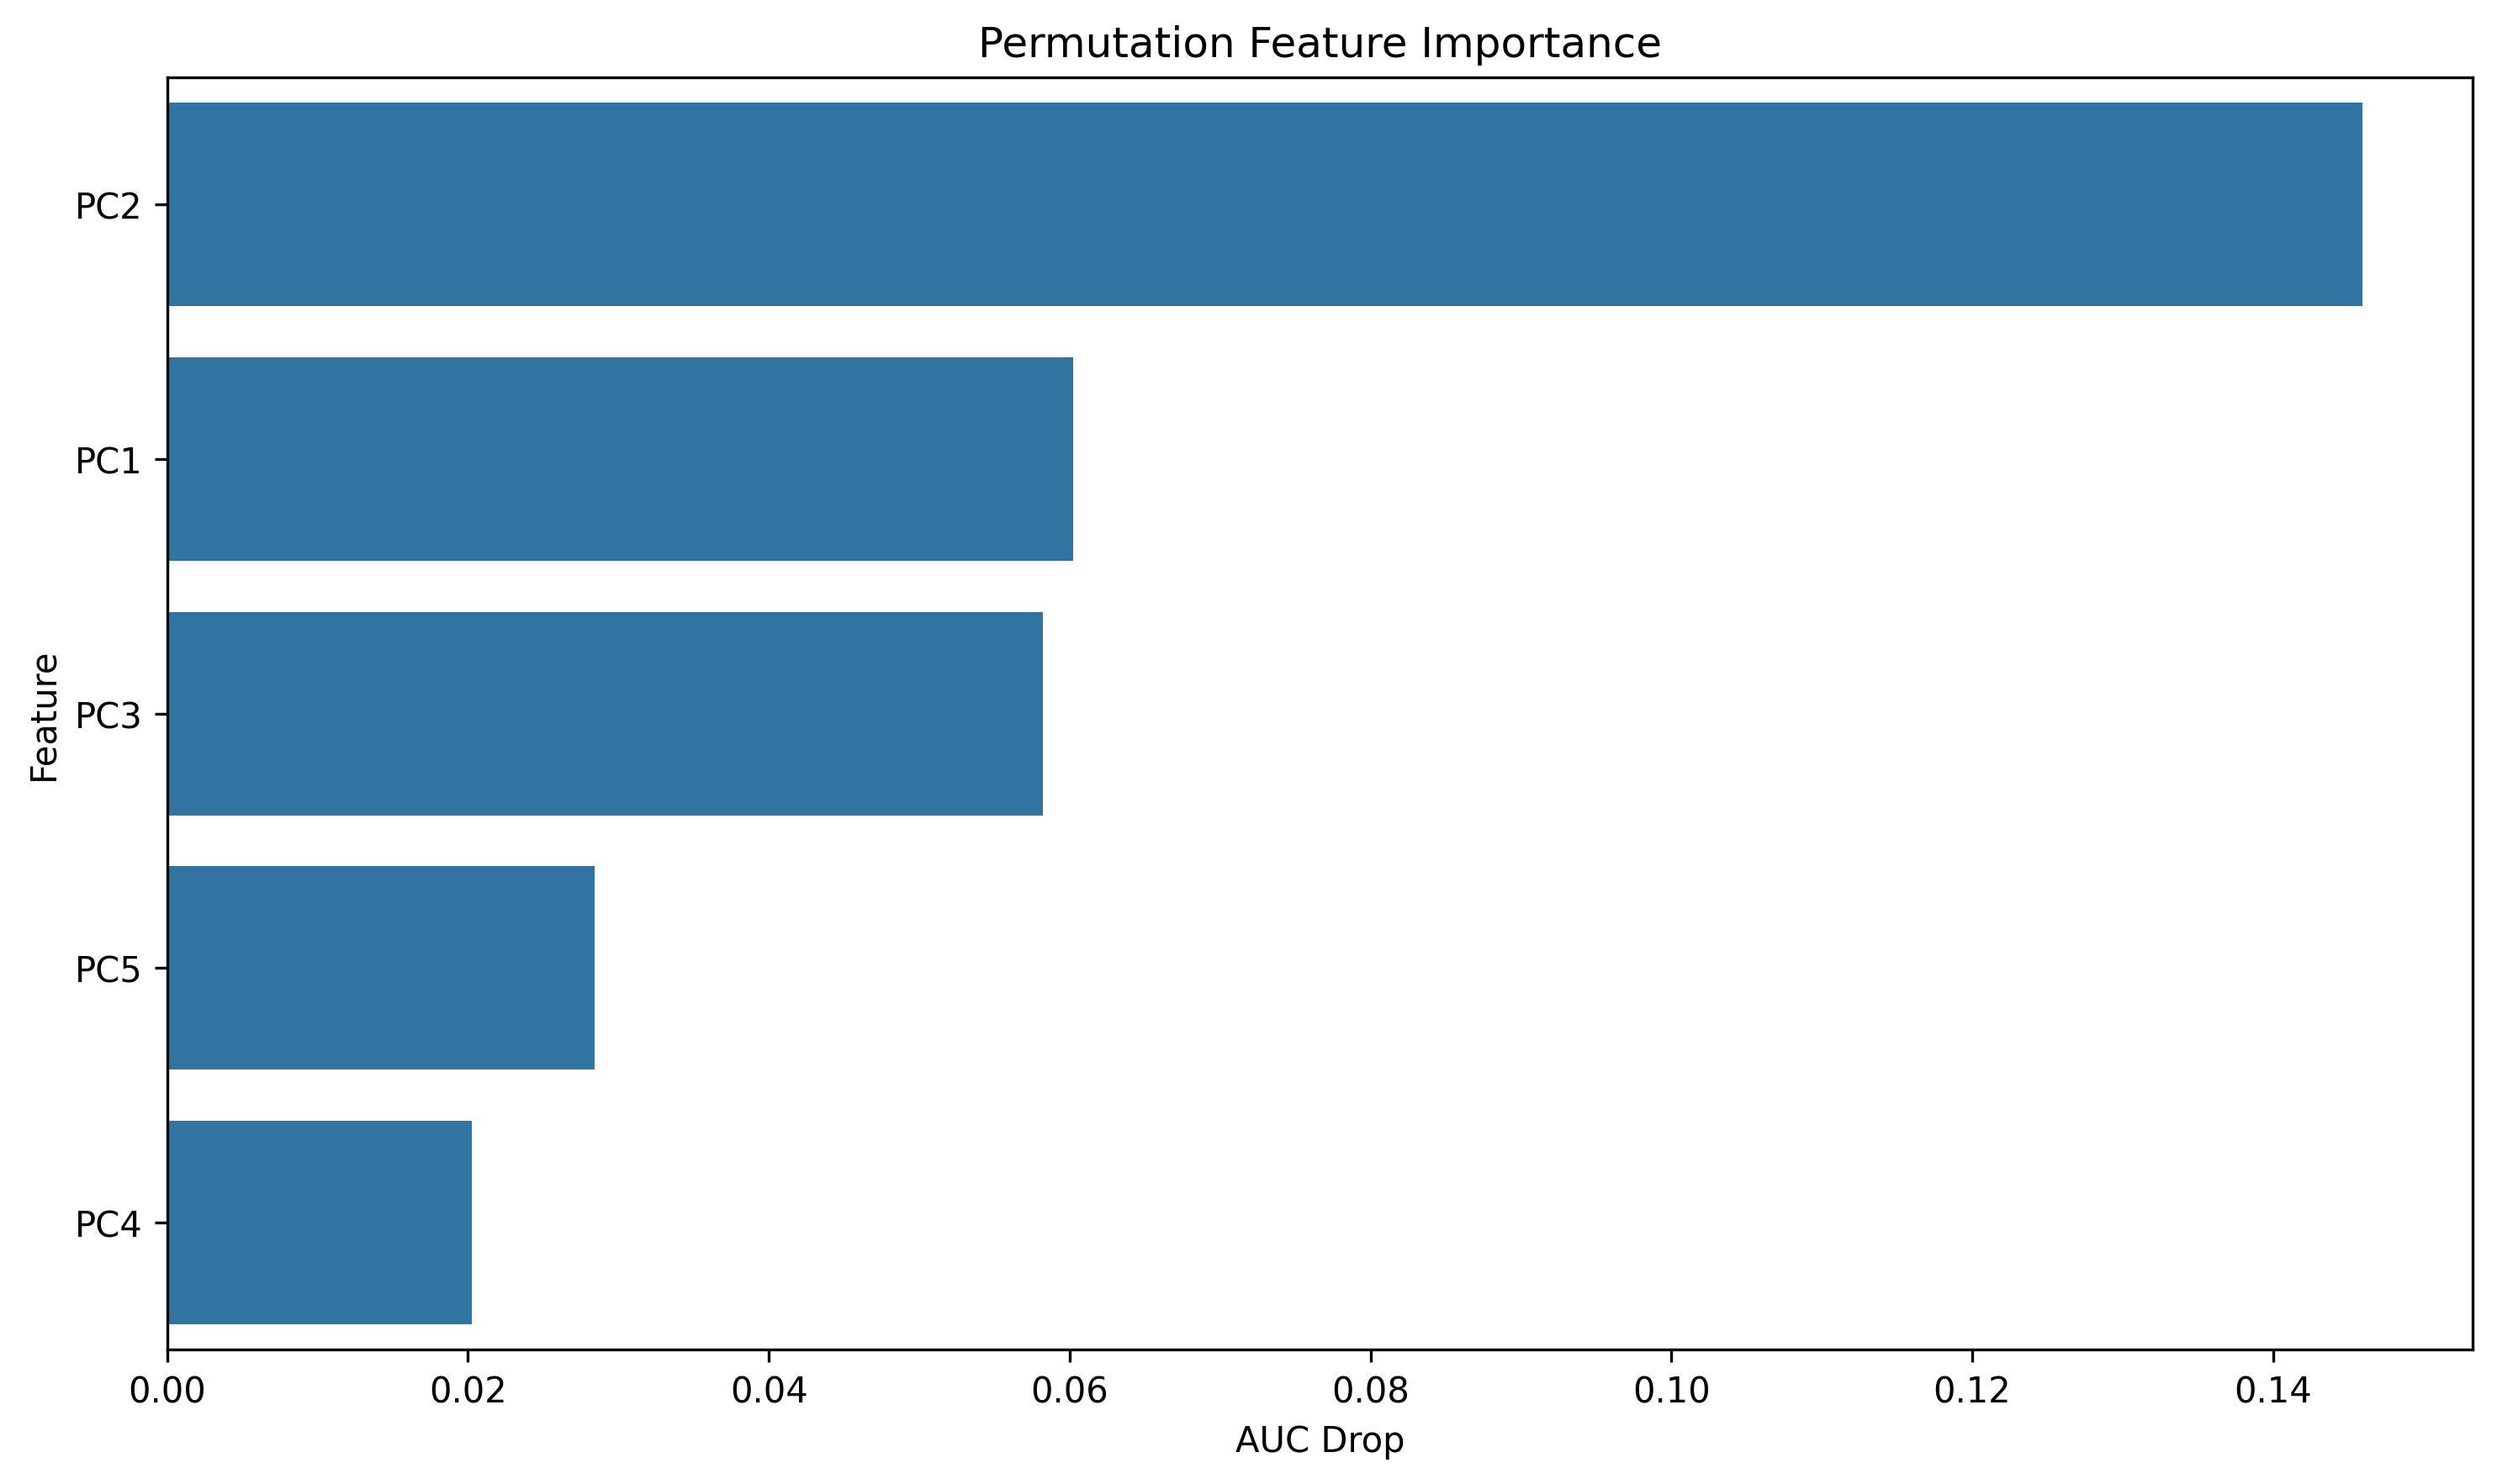 Permutation Feature Importance
Feature
PC2
PC1
PC3
PC5
PC4
0.00 0.02 0.04 0.06 0.08 0.10 0.12 0.14
AUC Drop